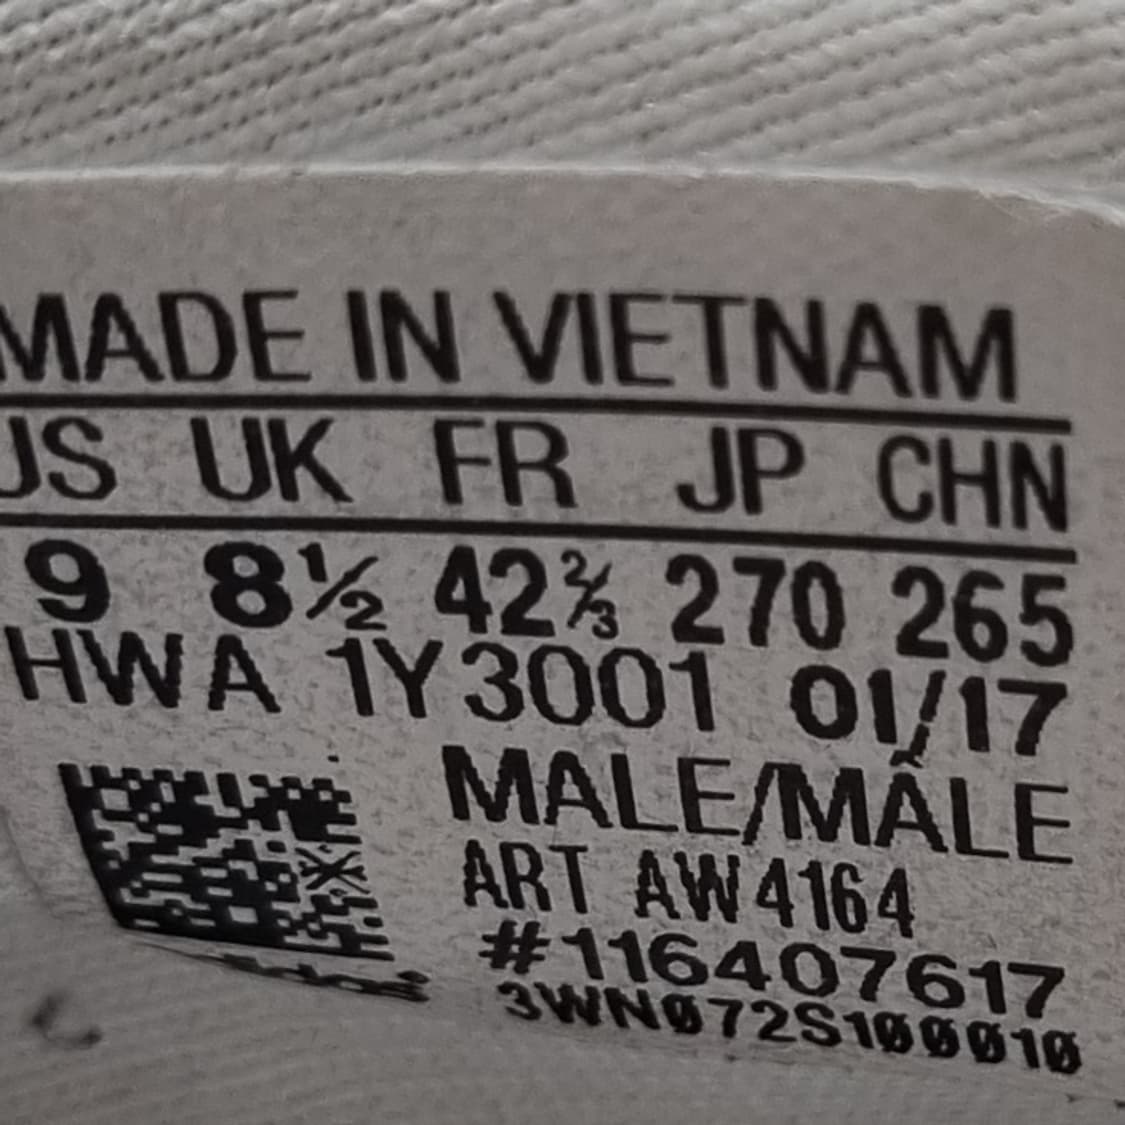 MADE IN VIETNAM
US UK FR JP CHN
9 8½ 42⅔ 270 265
HWA 1Y3001 01/17
MALE/MÂLE
ART AW4164
#116407617
3WN072S100010